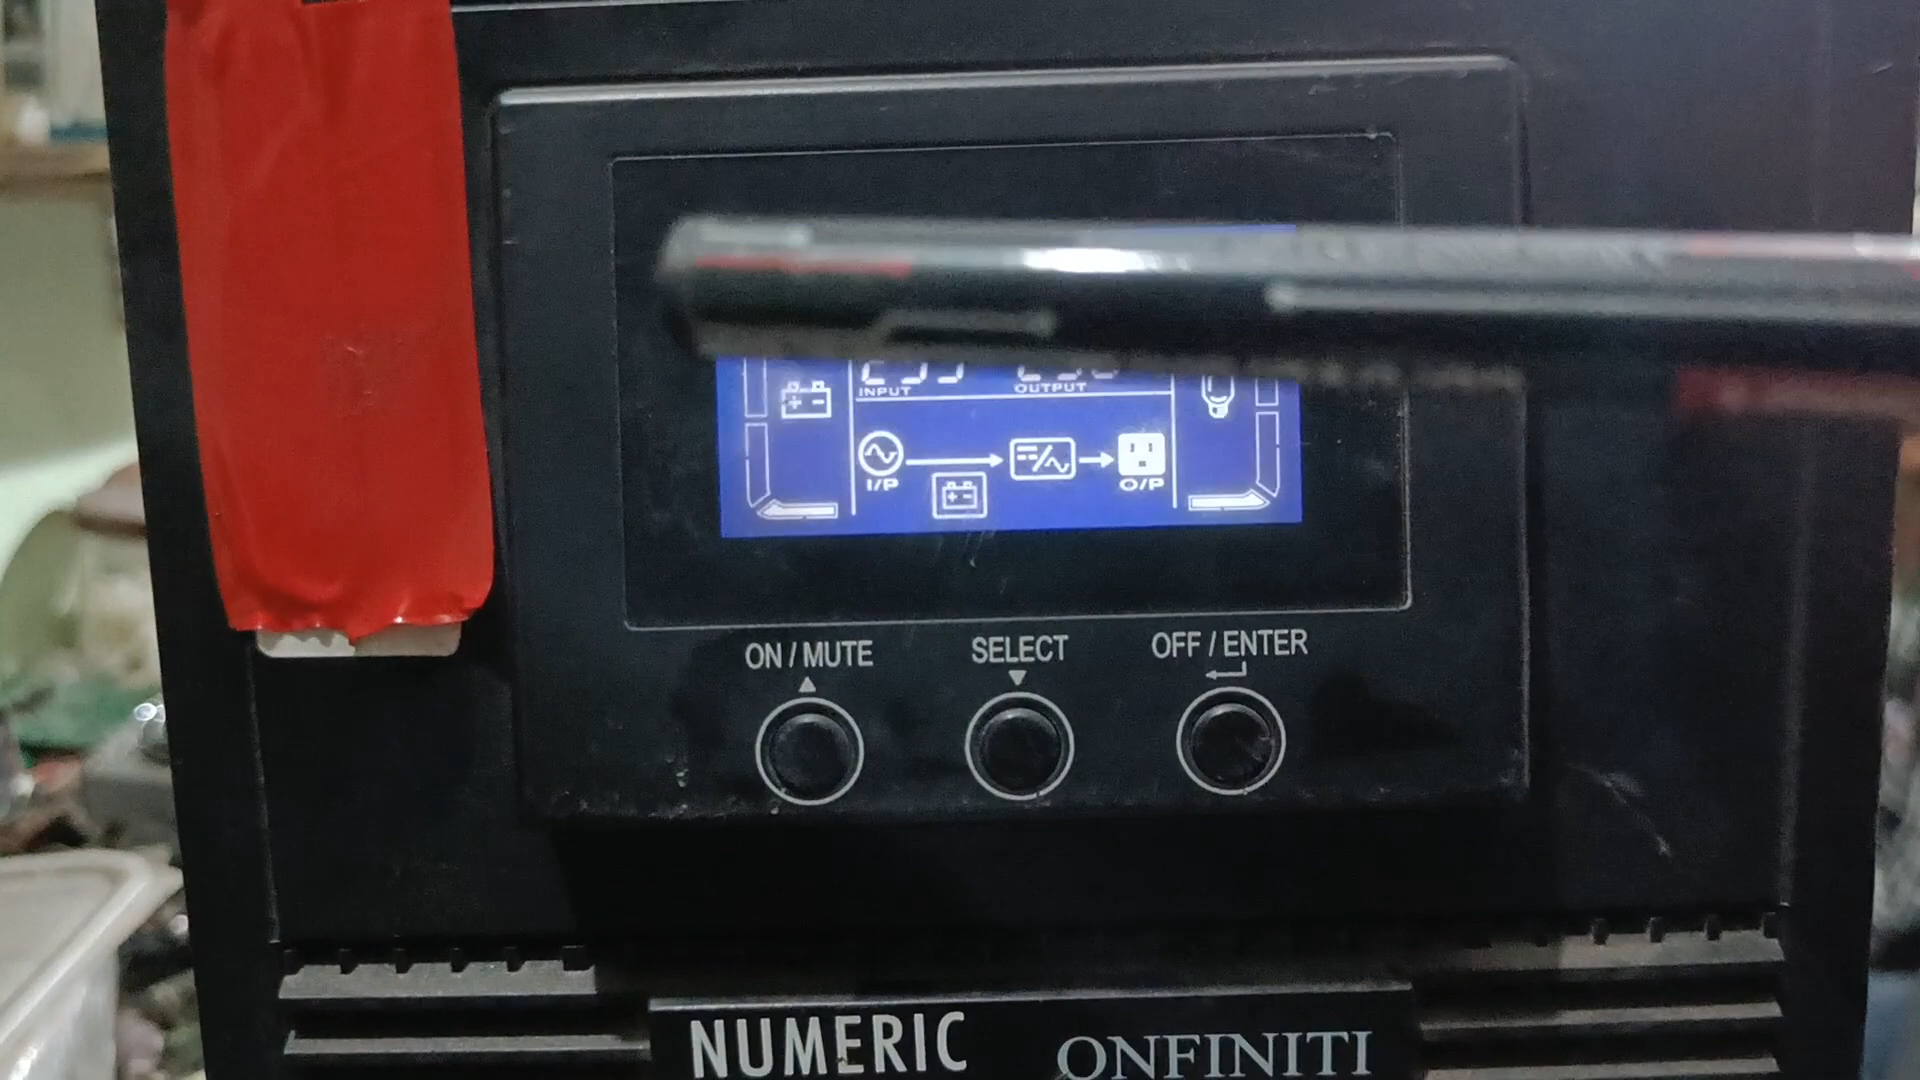 INPUT OUTPUT
I/P O/P
ON / MUTE SELECT OFF / ENTER
NUMERIC ONFINITI